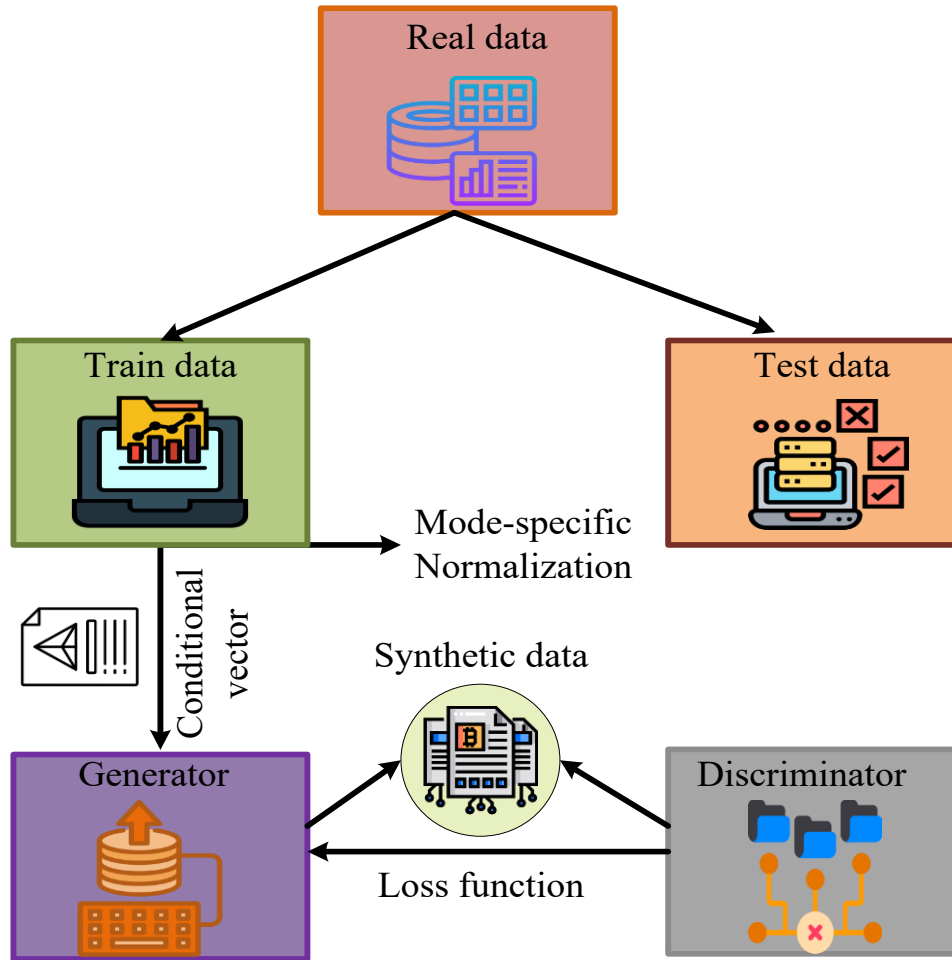 Real data
Train data
Test data
Mode-specific
Normalization
Conditional
vector
Synthetic data
Generator
Discriminator
Loss function